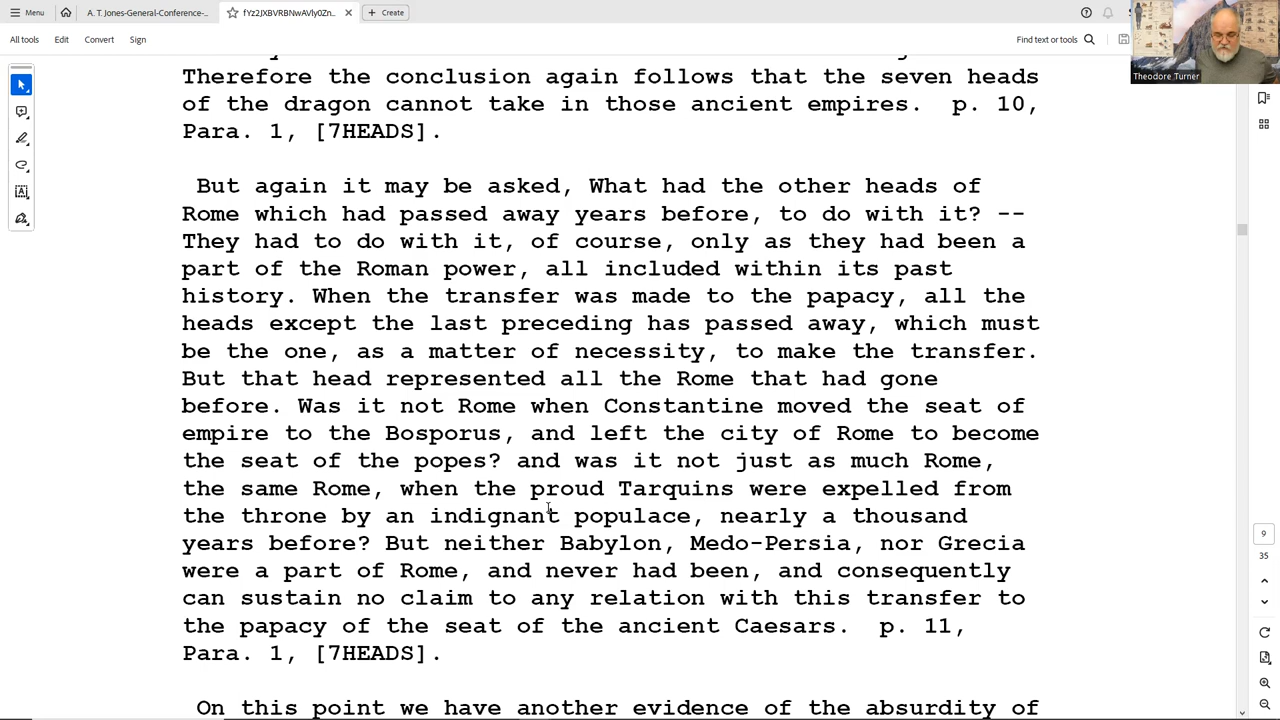 Menu
A. T. Jones-General-Conference-...
fYz2JXBVRBNwAVly0Zn...
Create
All tools
Edit
Convert
Sign
Find text or tools
Theodore Turner
Therefore the conclusion again follows that the seven heads
of the dragon cannot take in those ancient empires.  p. 10,
Para. 1, [7HEADS].
But again it may be asked, What had the other heads of
Rome which had passed away years before, to do with it? --
They had to do with it, of course, only as they had been a
part of the Roman power, all included within its past
history. When the transfer was made to the papacy, all the
heads except the last preceding has passed away, which must
be the one, as a matter of necessity, to make the transfer.
But that head represented all the Rome that had gone
before. Was it not Rome when Constantine moved the seat of
empire to the Bosporus, and left the city of Rome to become
the seat of the popes? and was it not just as much Rome,
the same Rome, when the proud Tarquins were expelled from
the throne by an indignant populace, nearly a thousand
years before? But neither Babylon, Medo-Persia, nor Grecia
were a part of Rome, and never had been, and consequently
can sustain no claim to any relation with this transfer to
the papacy of the seat of the ancient Caesars.  p. 11,
Para. 1, [7HEADS].
On this point we have another evidence of the absurdity of
9
35